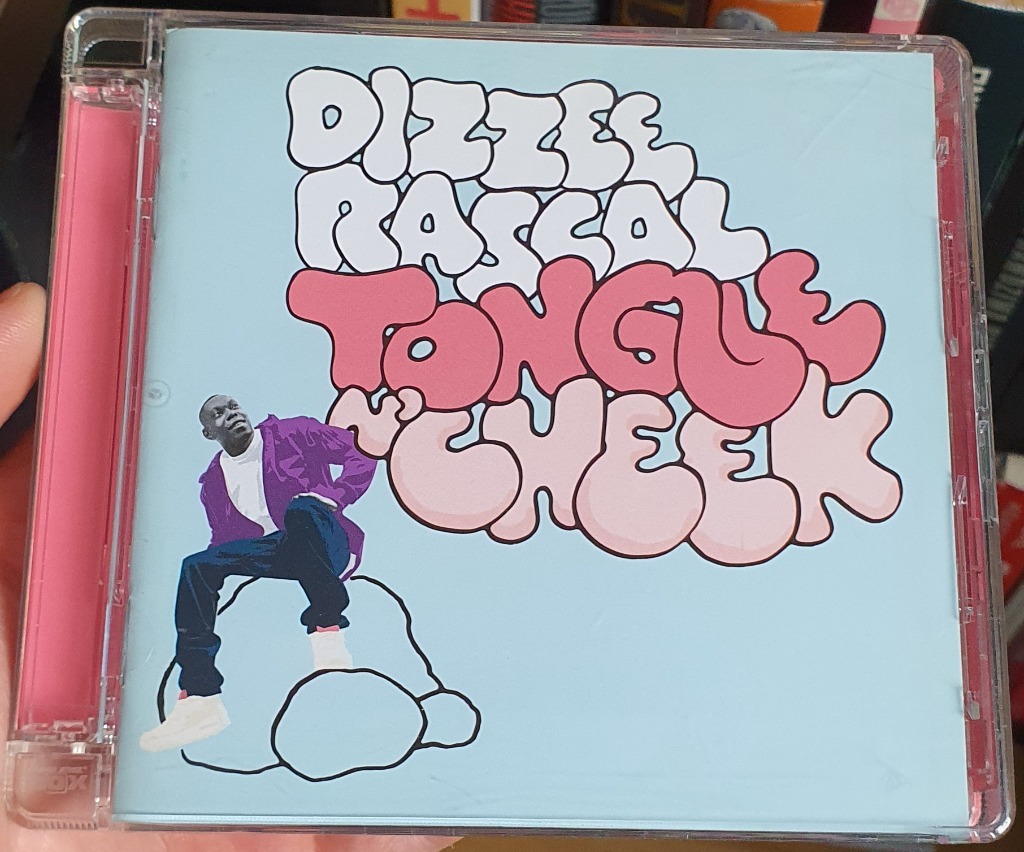 DIZZEE
RASCAL
TONGUE
N' CHEEK